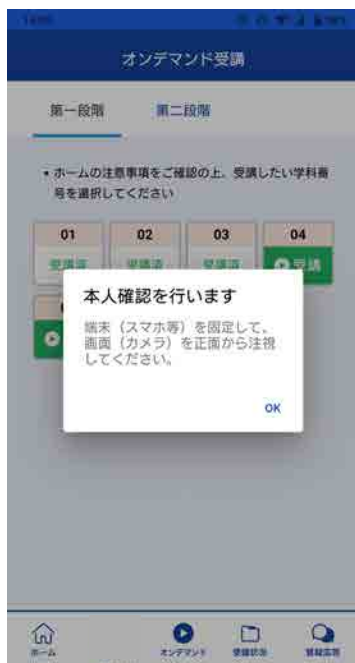 オンデマンド受講
第一段階
第二段階
• ホームの注意事項をご確認の上、受講したい学科番
号を選択してください
01
02
03
04
受講済
受講済
受講済
受講
本人確認を行います
端末（スマホ等）を固定して、
画面（カメラ）を正面から注視
してください。
OK
ホーム
オンデマンド
受講状況